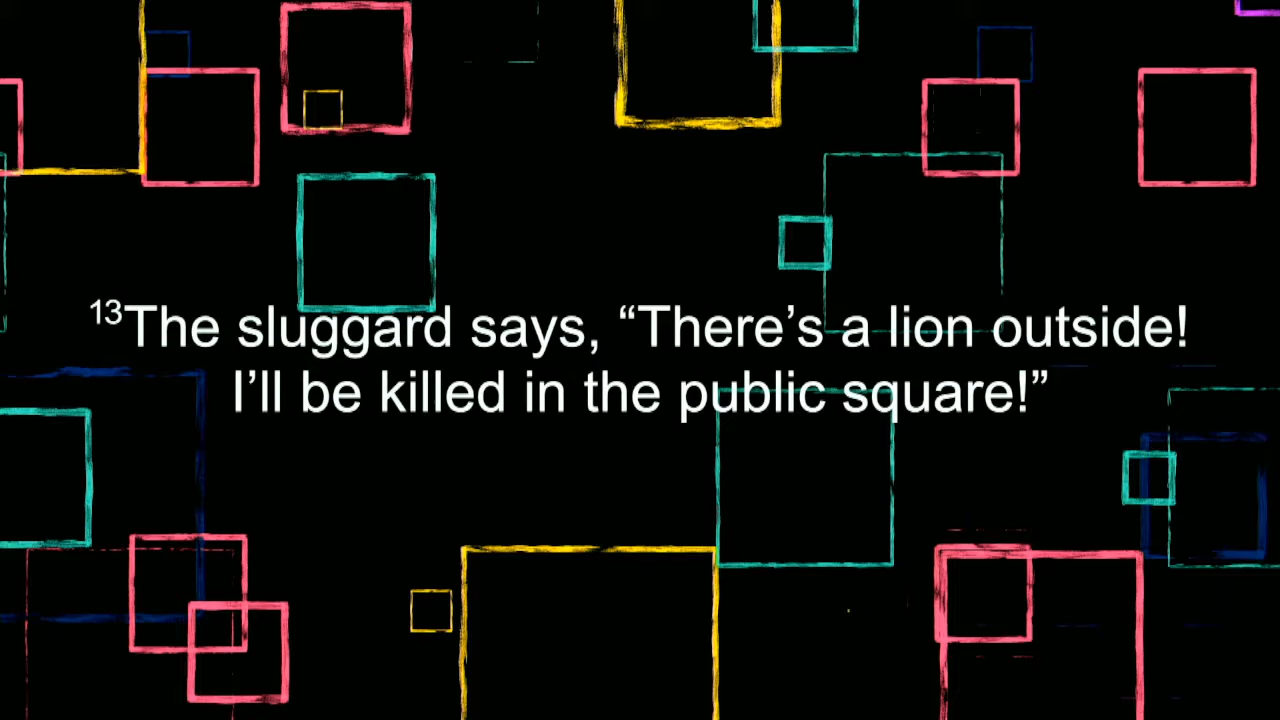 ¹³The sluggard says, “There’s a lion outside!
I’ll be killed in the public square!”